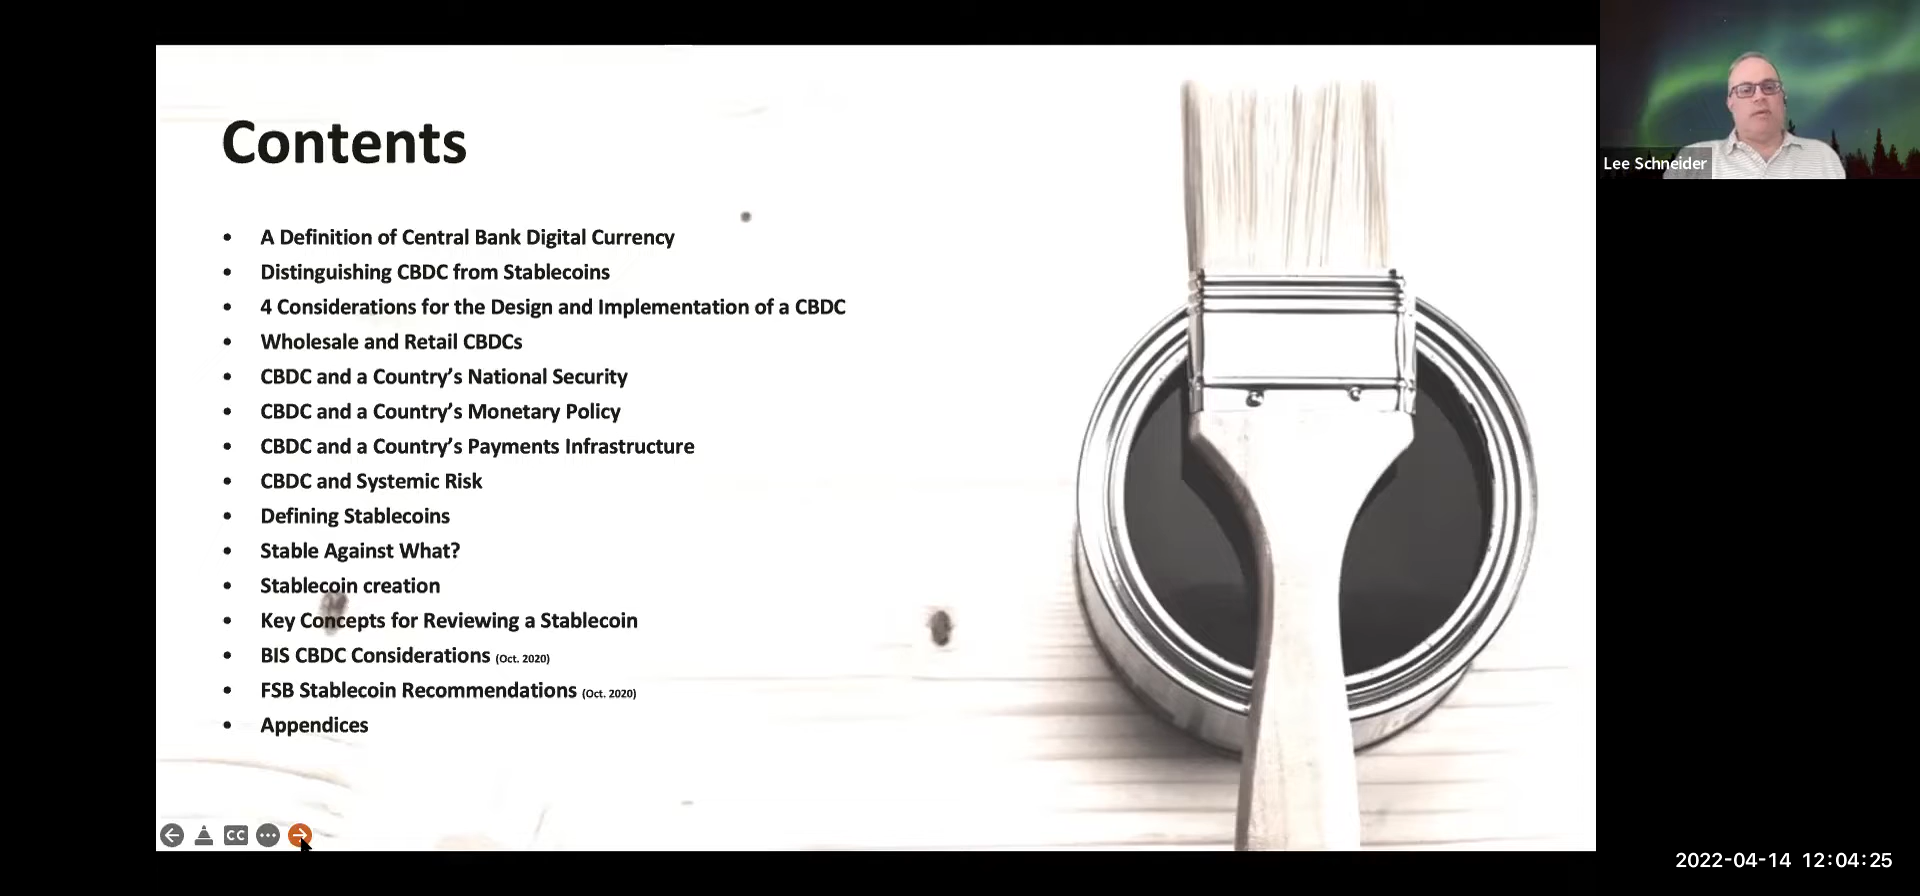 Contents
• A Definition of Central Bank Digital Currency
• Distinguishing CBDC from Stablecoins
• 4 Considerations for the Design and Implementation of a CBDC
• Wholesale and Retail CBDCs
• CBDC and a Country’s National Security
• CBDC and a Country’s Monetary Policy
• CBDC and a Country’s Payments Infrastructure
• CBDC and Systemic Risk
• Defining Stablecoins
• Stable Against What?
• Stablecoin creation
• Key Concepts for Reviewing a Stablecoin
• BIS CBDC Considerations (Oct. 2020)
• FSB Stablecoin Recommendations (Oct. 2020)
• Appendices
CC
Lee Schneider
2022-04-14 12:04:25